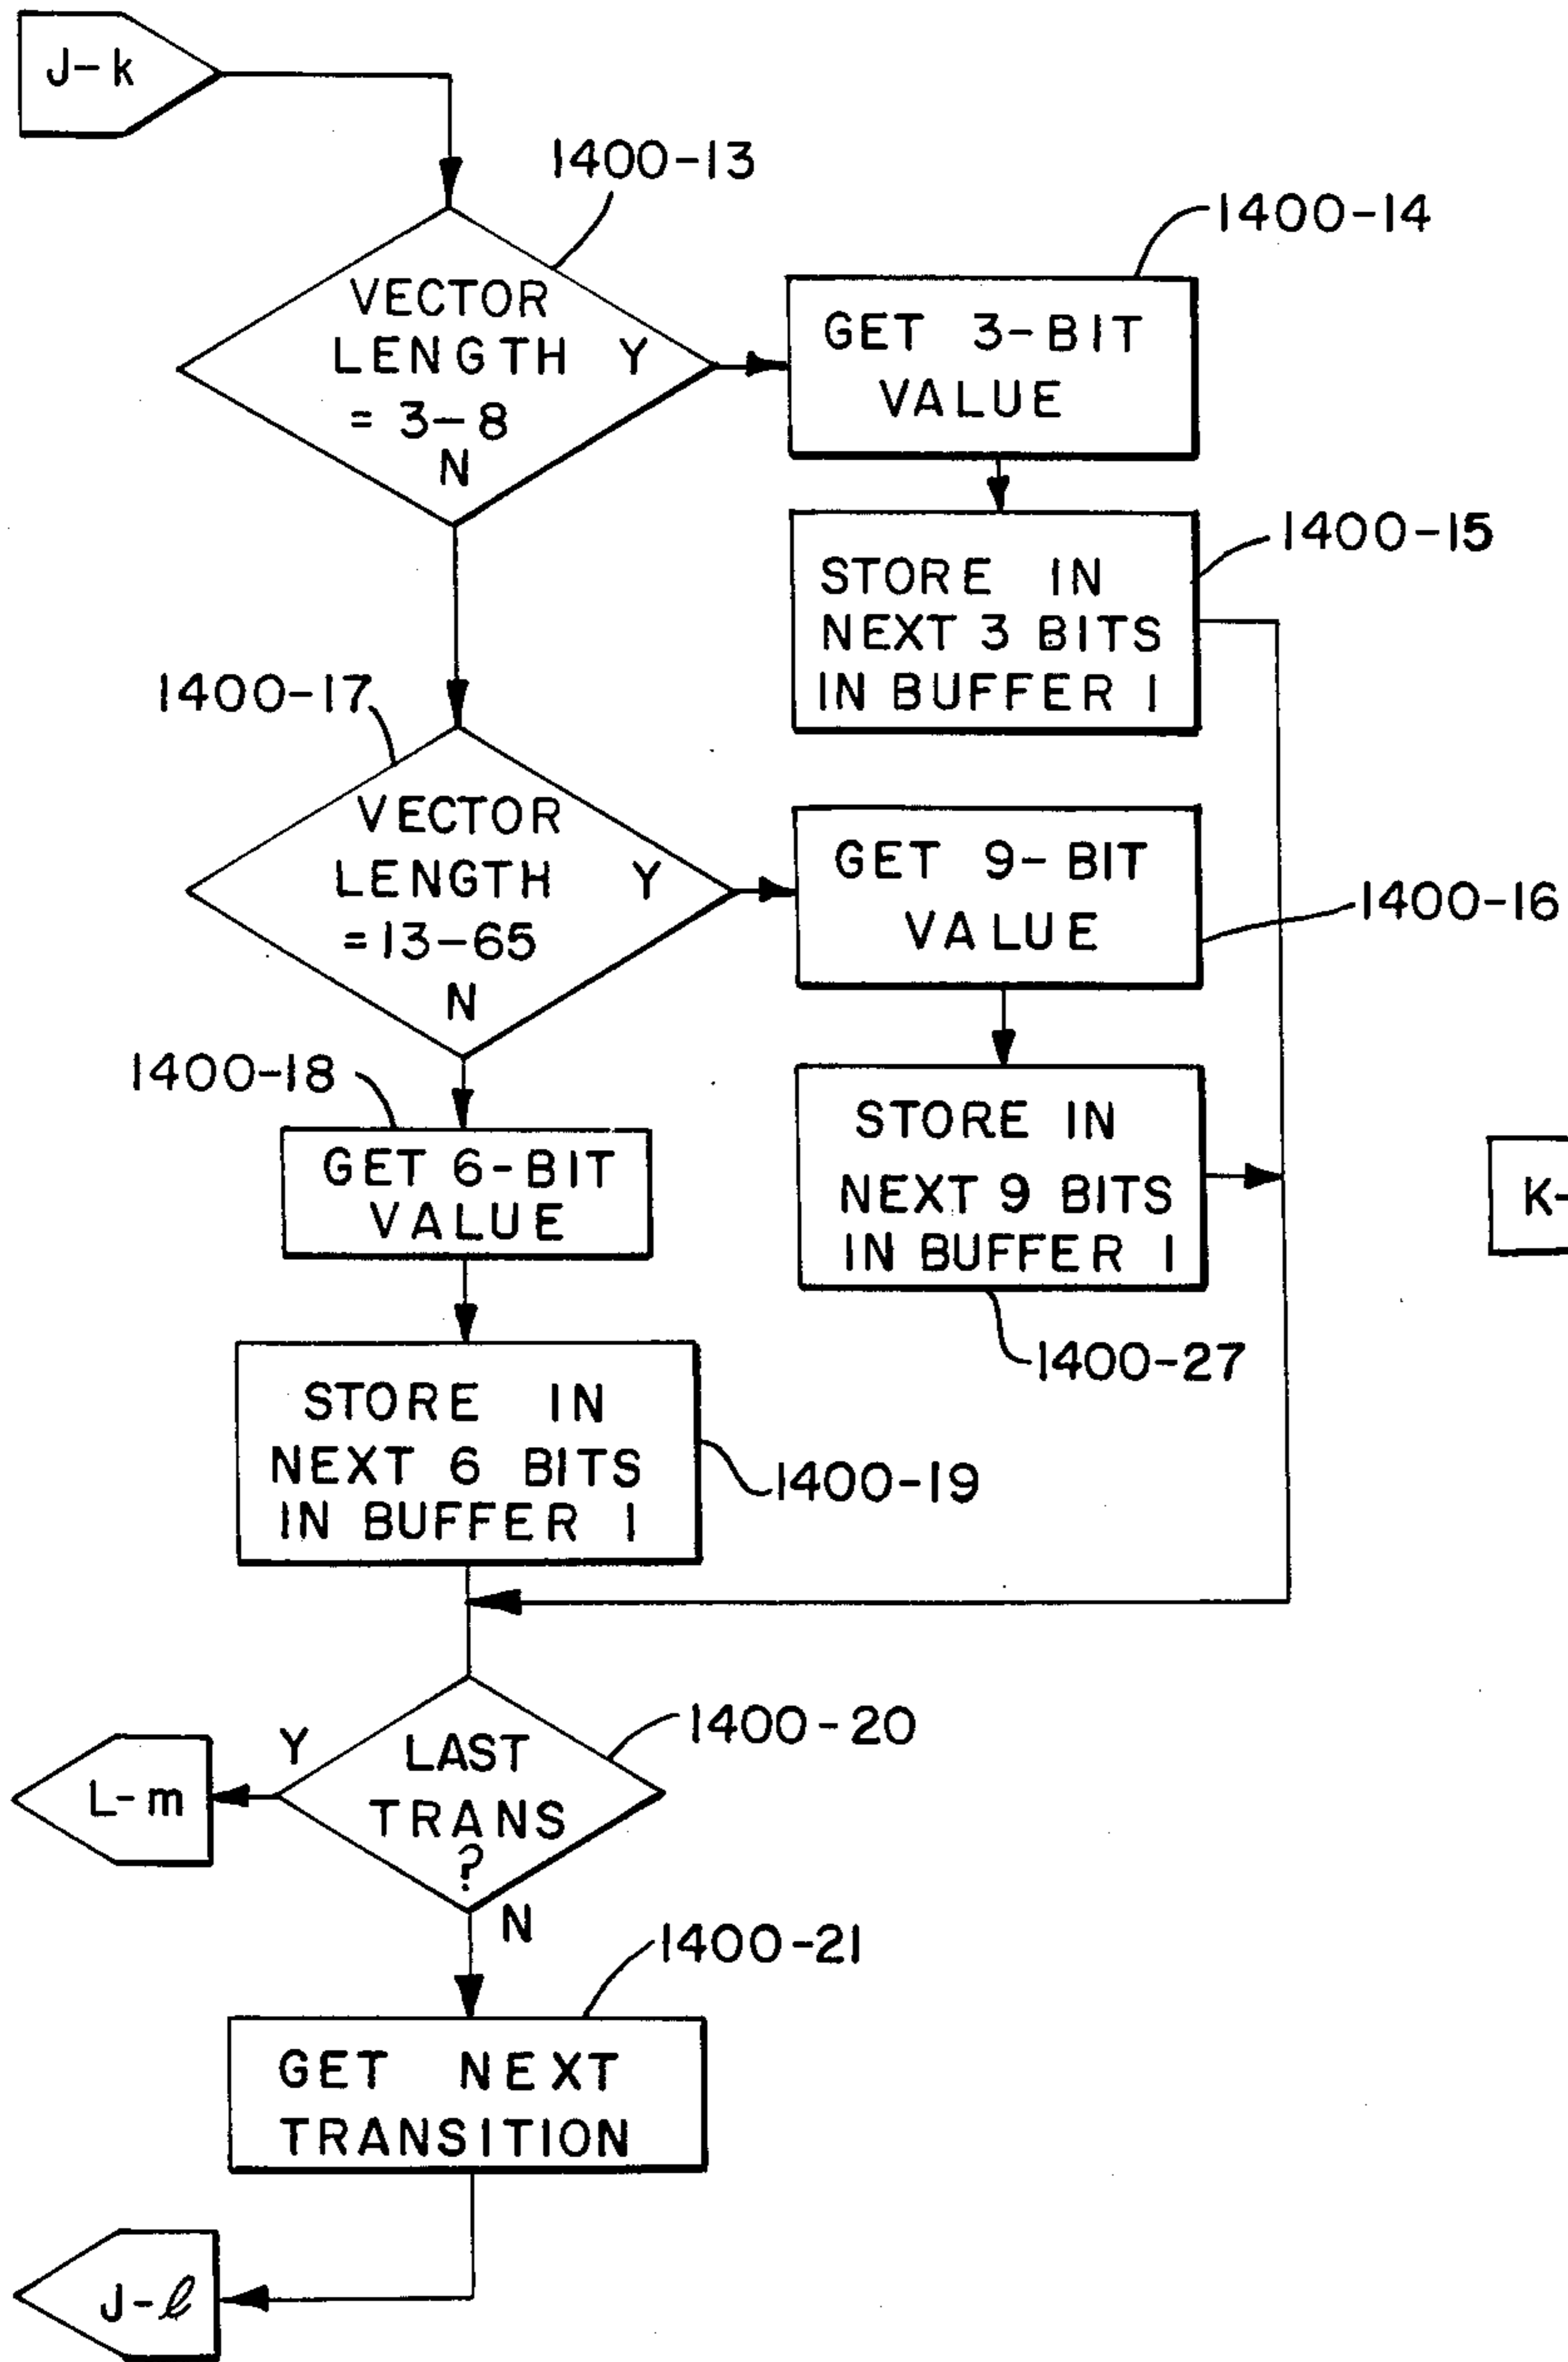 J-k
1400-13
VECTOR
LENGTH Y
= 3-8
N
1400-14
GET 3-BIT
VALUE
1400-15
STORE IN
NEXT 3 BITS
IN BUFFER 1
1400-17
VECTOR
LENGTH Y
=13-65
N
GET 9-BIT
VALUE
1400-16
1400-18
GET 6-BIT
VALUE
STORE IN
NEXT 9 BITS
IN BUFFER 1
K-
1400-27
STORE IN
NEXT 6 BITS
IN BUFFER 1
1400-19
1400-20
Y
LAST
TRANS
?
L-m
N
1400-21
GET NEXT
TRANSITION
J-ℓ